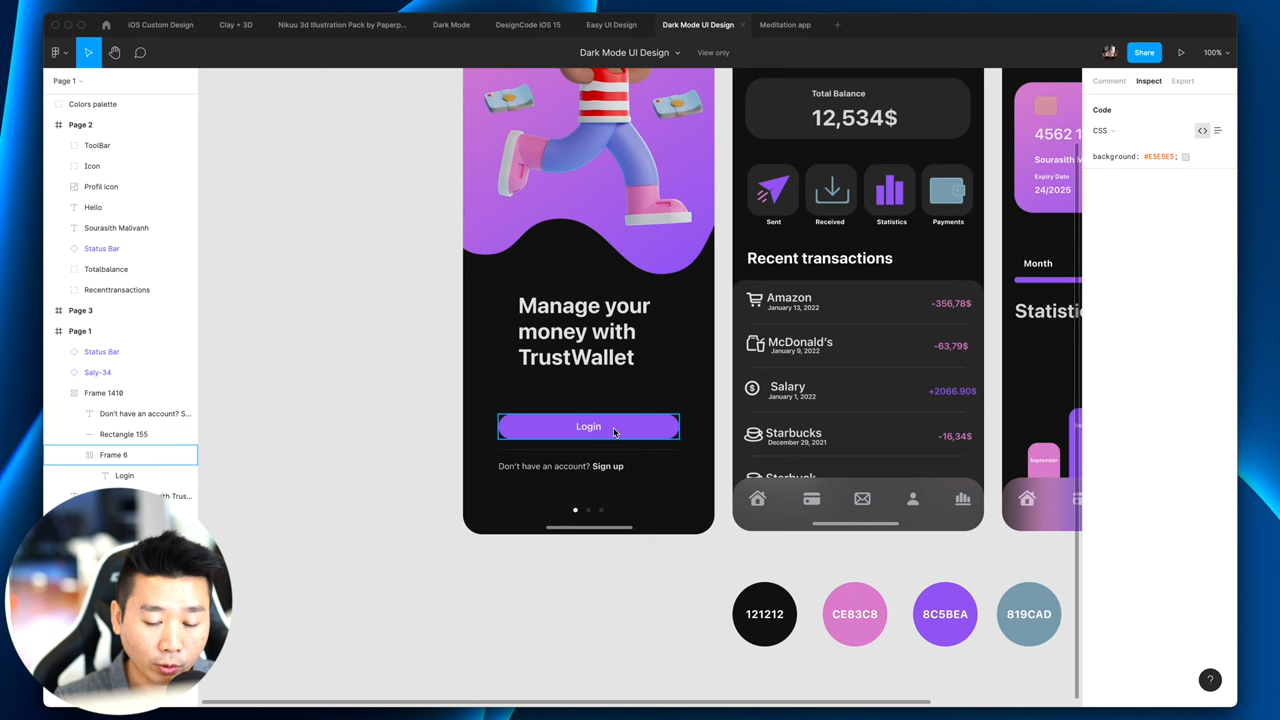 iOS Custom Design
Clay + 3D
Nikuu 3d Illustration Pack by Paperp...
Dark Mode
DesignCode iOS 15
Easy UI Design
Dark Mode UI Design
Meditation app
Dark Mode UI Design
View only
Share
100%
Page 1
Colors palette
Page 2
ToolBar
Icon
Profil icon
Hello
Sourasith Malivanh
Status Bar
Totalbalance
Recenttransactions
Page 3
Page 1
Status Bar
Saly-34
Frame 1410
Don't have an account? S...
Rectangle 155
Frame 6
Login
with Trus...
Manage your
money with
TrustWallet
Login
Don't have an account? Sign up
Total Balance
12,534$
Sent
Received
Statistics
Payments
Recent transactions
Amazon
January 13, 2022
-356,78$
McDonald's
January 9, 2022
-63,79$
Salary
January 1, 2022
+2066.90$
Starbucks
December 29, 2021
-16,34$
4562 1
Sourasith M
Expiry Date
24/2025
Month
Statisti
September
121212
CE83C8
8C5BEA
819CAD
Comment
Inspect
Export
Code
CSS
background: #E5E5E5;
?